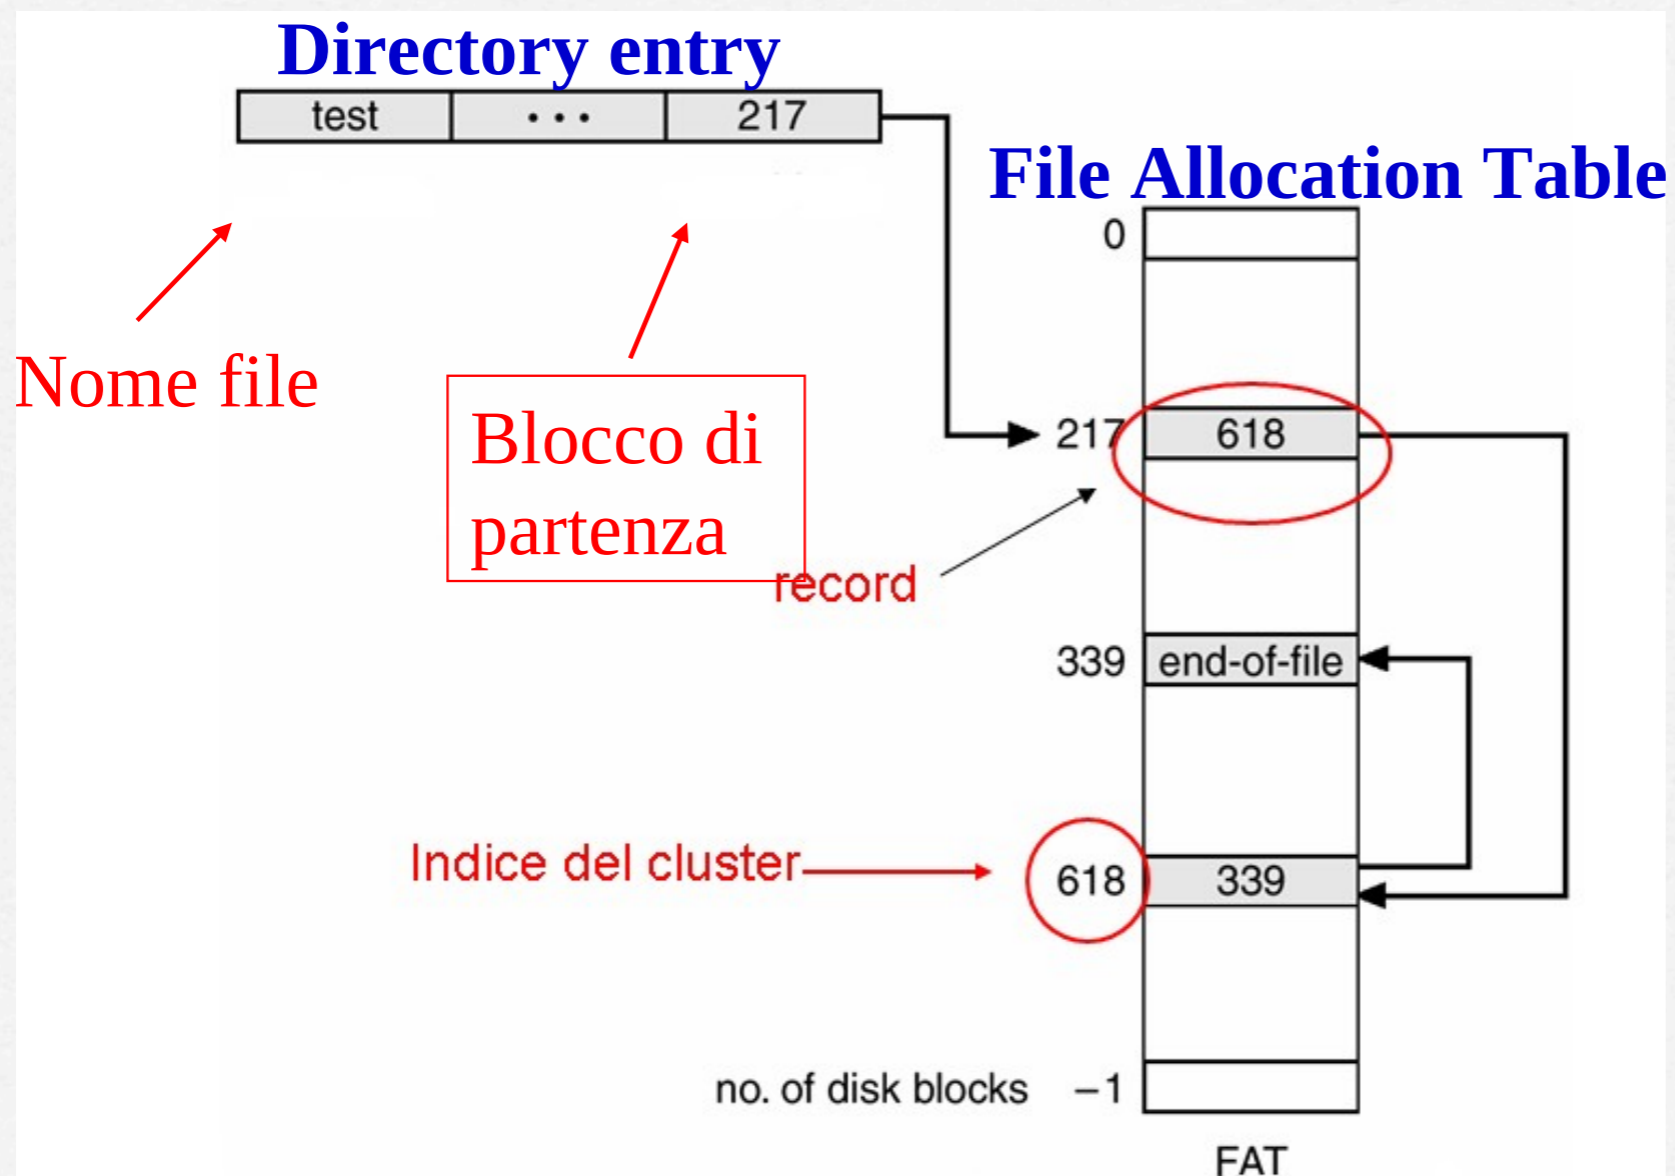 Directory entry
test
• • •
217
File Allocation Table
0
Nome file
Blocco di
partenza
217
618
record
339
end-of-file
Indice del cluster
618
339
no. of disk blocks
–1
FAT